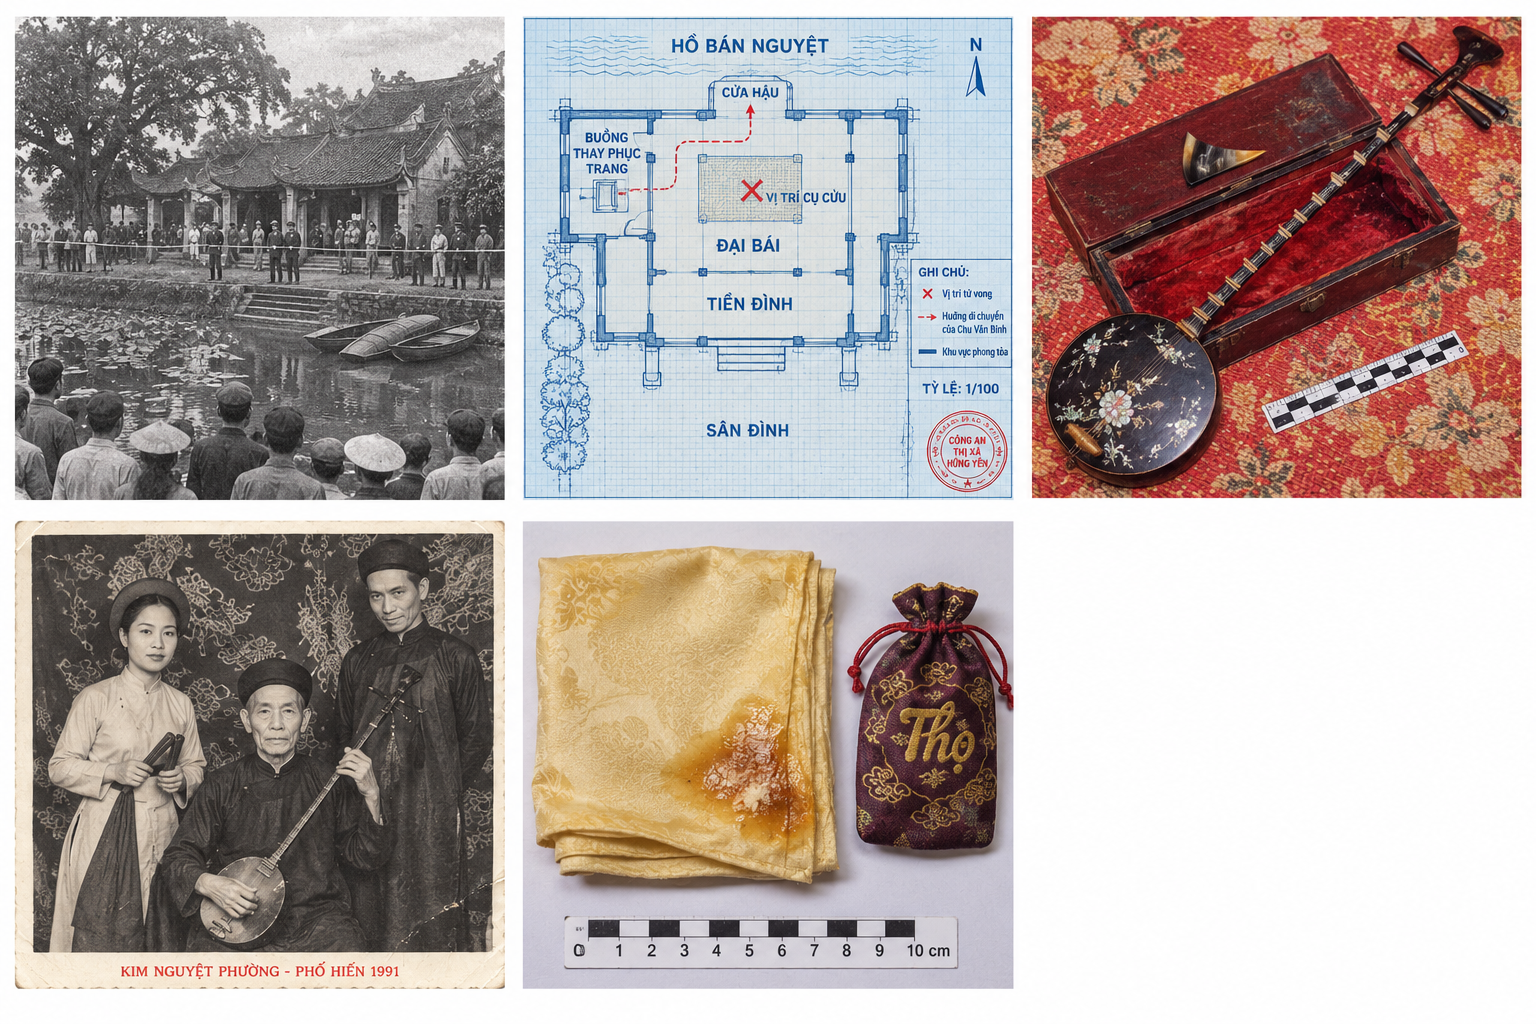 HỒ BÁN NGUYỆT
N
CỬA HẬU
BUỒNG
THAY PHỤC
TRANG
VỊ TRÍ CỤ CỬU
ĐẠI BÁI
TIỀN ĐÌNH
GHI CHÚ:
Vị trí tử vong
Hướng di chuyển
của Chu Văn Bình
Khu vực phong tỏa
TỶ LỆ: 1/100
SÂN ĐÌNH
CÔNG AN
THỊ XÃ
HƯNG YÊN
0
KIM NGUYỆT PHƯỜNG - PHỐ HIẾN 1991
Thọ
0 1 2 3 4 5 6 7 8 9 10 cm